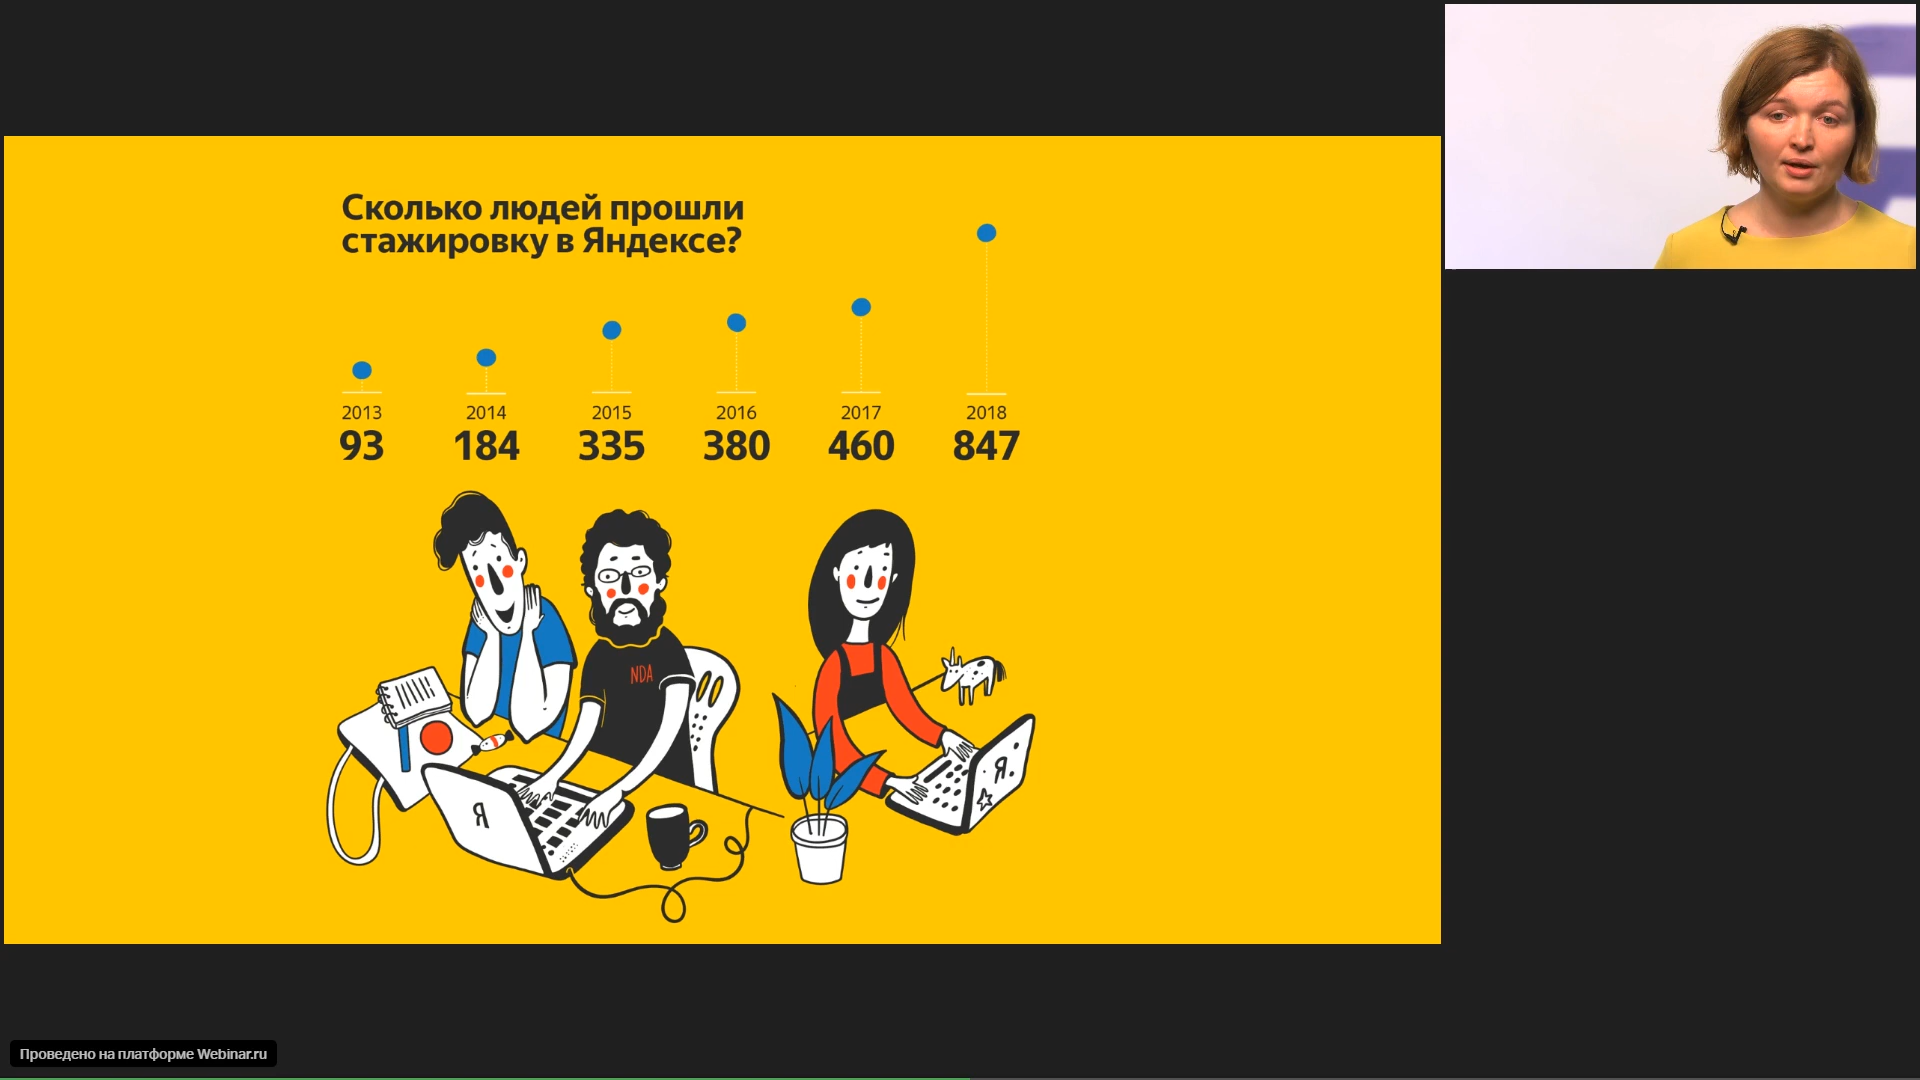 Сколько людей прошли
стажировку в Яндексе?
2013 2014 2015 2016 2017 2018
93 184 335 380 460 847
NDA
Я
Я
Проведено на платформе Webinar.ru